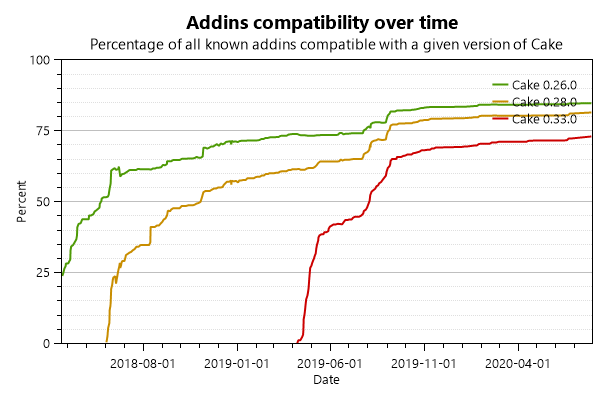 Addins compatibility over time
Percentage of all known addins compatible with a given version of Cake
100
75
50
25
0
Percent
Cake 0.26.0
Cake 0.28.0
Cake 0.33.0
2018-08-01
2019-01-01
2019-06-01
2019-11-01
2020-04-01
Date